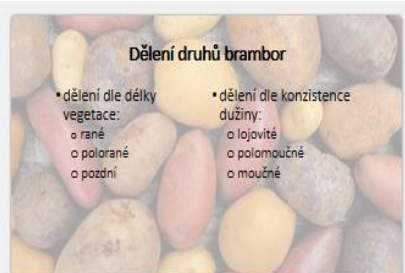 Dělení druhů brambor
• dělení dle délky
vegetace:
o rané
o polorané
o pozdní
• dělení dle konzistence
dužiny:
o lojovité
o polomoučné
o moučné